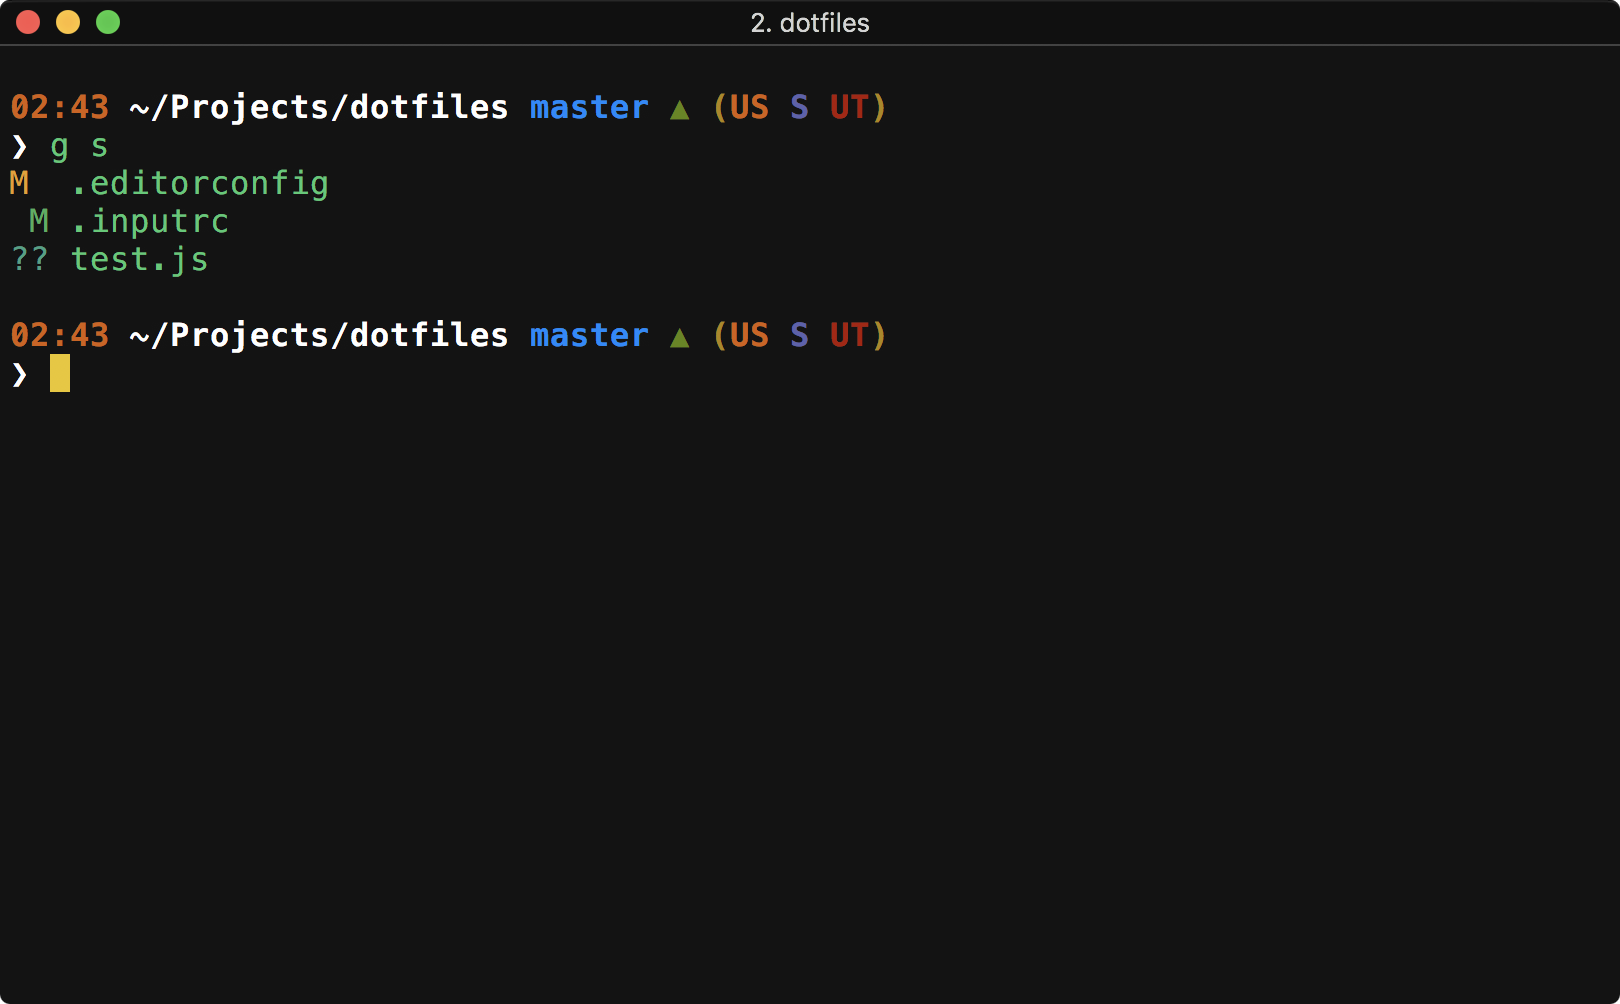 2. dotfiles
02:43 ~/Projects/dotfiles master ▲ (US S UT)
❯ g s
M  .editorconfig
 M .inputrc
?? test.js
02:43 ~/Projects/dotfiles master ▲ (US S UT)
❯